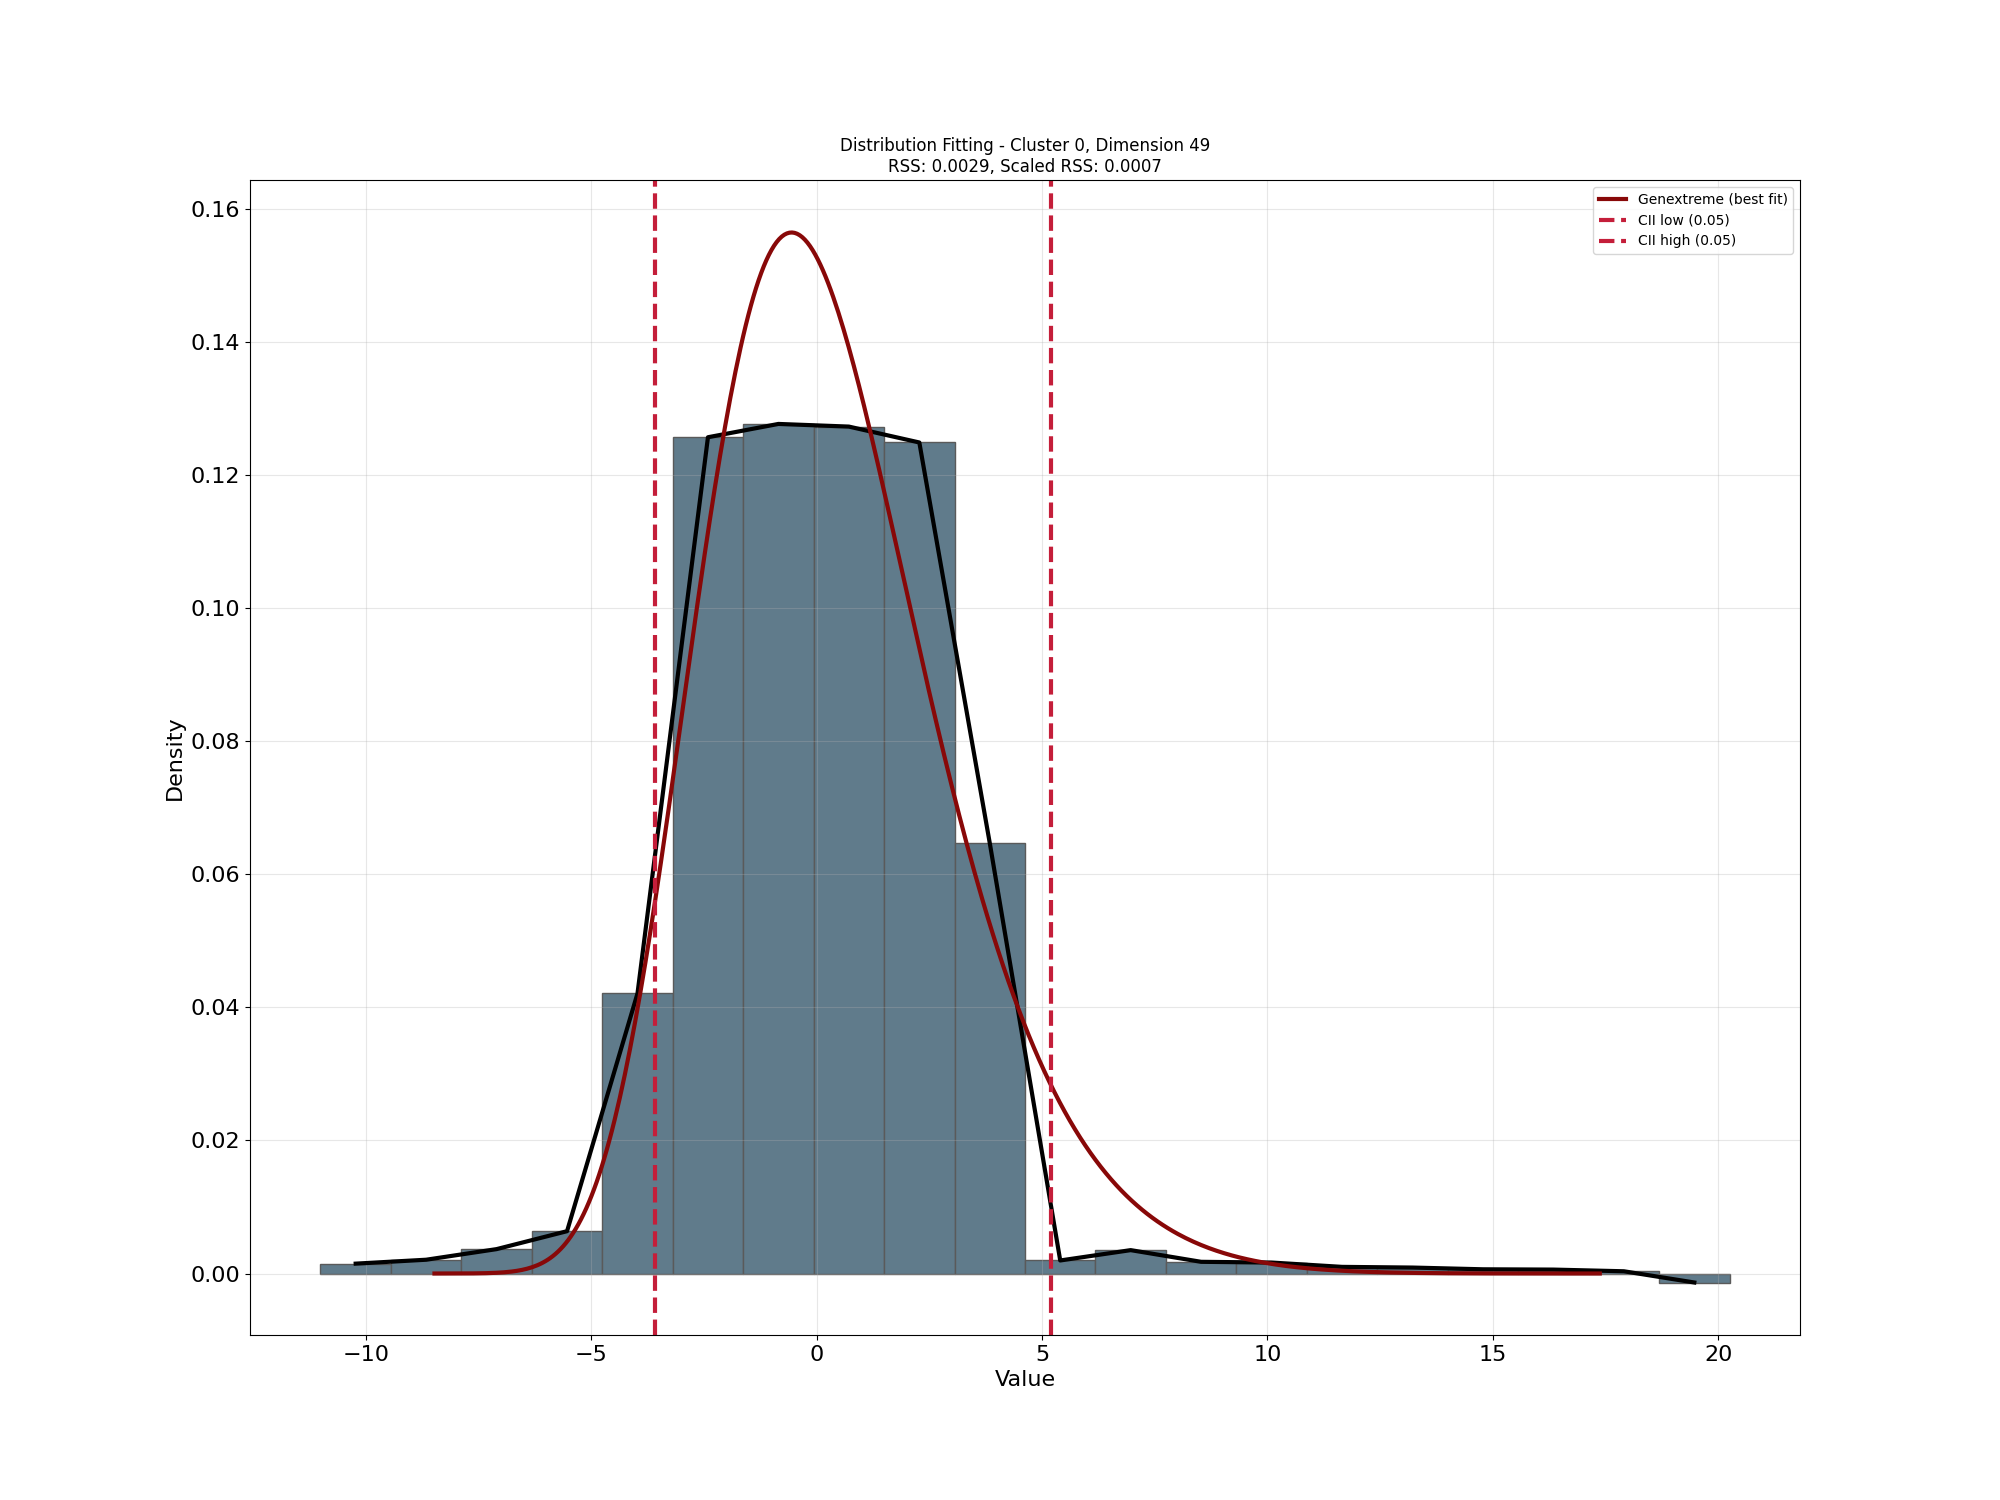 Distribution Fitting - Cluster 0, Dimension 49
RSS: 0.0029, Scaled RSS: 0.0007
Genextreme (best fit)
CII low (0.05)
CII high (0.05)
0.16
0.14
0.12
0.10
0.08
0.06
0.04
0.02
0.00
Density
−10
−5
0
5
10
15
20
Value